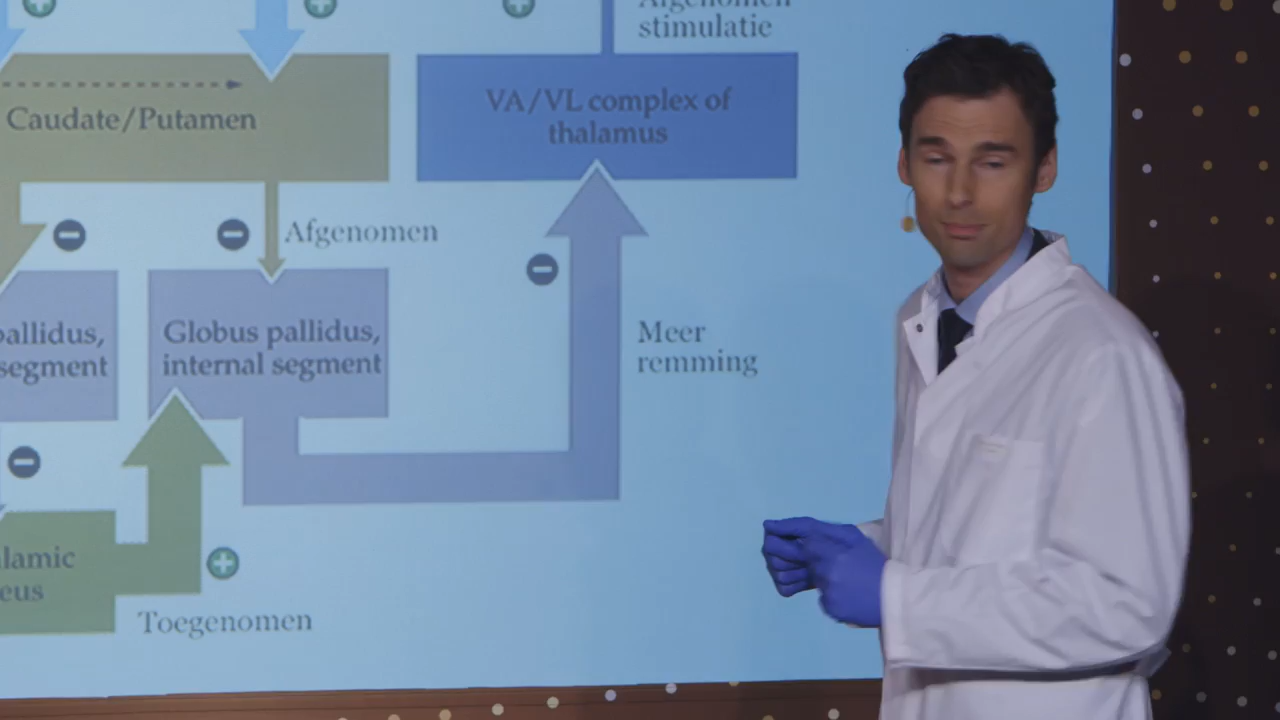 Afgenomen
stimulatie
Caudate/Putamen
VA/VL complex of
thalamus
Afgenomen
pallidus,
segment
Globus pallidus,
internal segment
Meer
remming
lamic
eus
Toegenomen